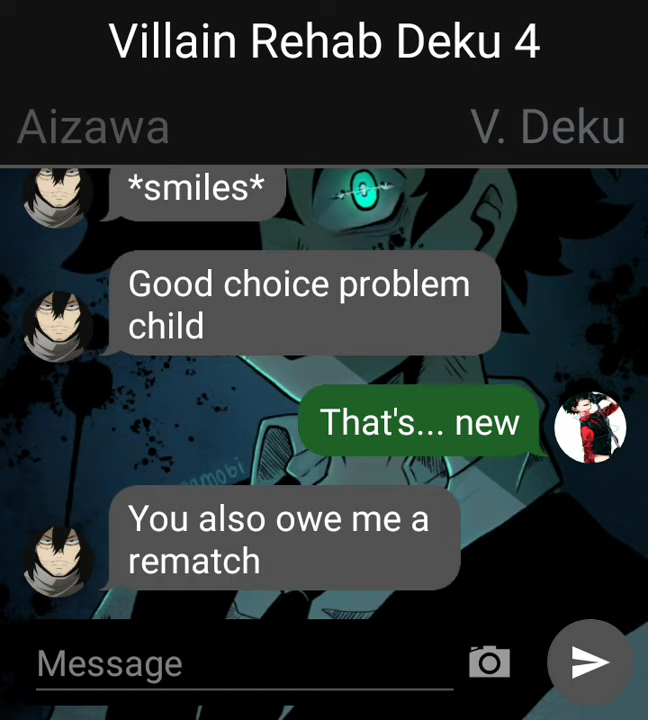 Villain Rehab Deku 4
Aizawa
V. Deku
*smiles*
Good choice problem
child
That's... new
You also owe me a
rematch
Message